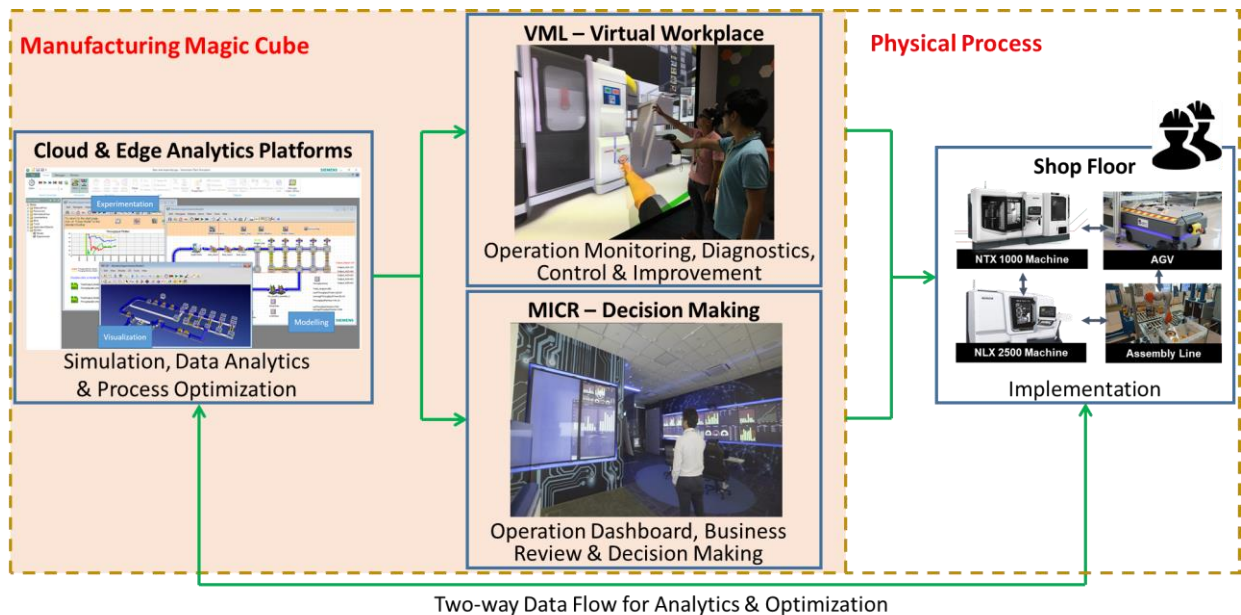 Manufacturing Magic Cube
VML – Virtual Workplace
Physical Process
Cloud & Edge Analytics Platforms
SIEMENS
Experimentation
Modelling
SIEMENS
Visualization
Simulation, Data Analytics
& Process Optimization
Operation Monitoring, Diagnostics,
Control & Improvement
MICR – Decision Making
Operation Dashboard, Business
Review & Decision Making
Shop Floor
NTX 1000 Machine
AGV
NLX 2500 Machine
Assembly Line
Implementation
Two-way Data Flow for Analytics & Optimization